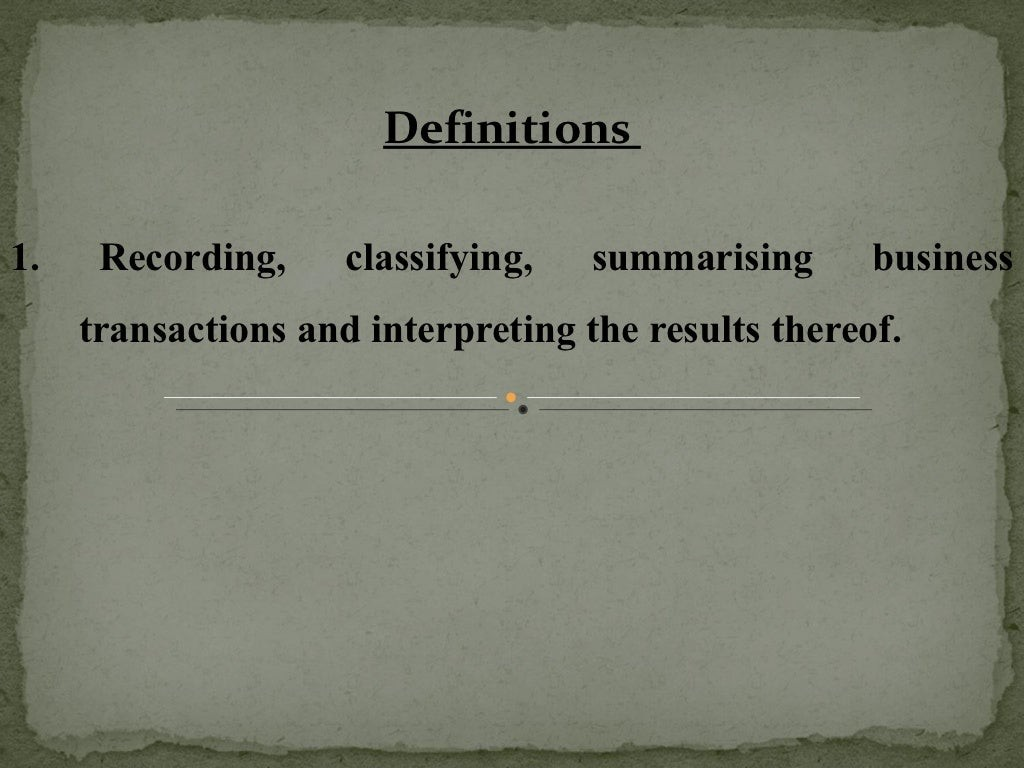 Definitions
1. Recording, classifying, summarising business
transactions and interpreting the results thereof.